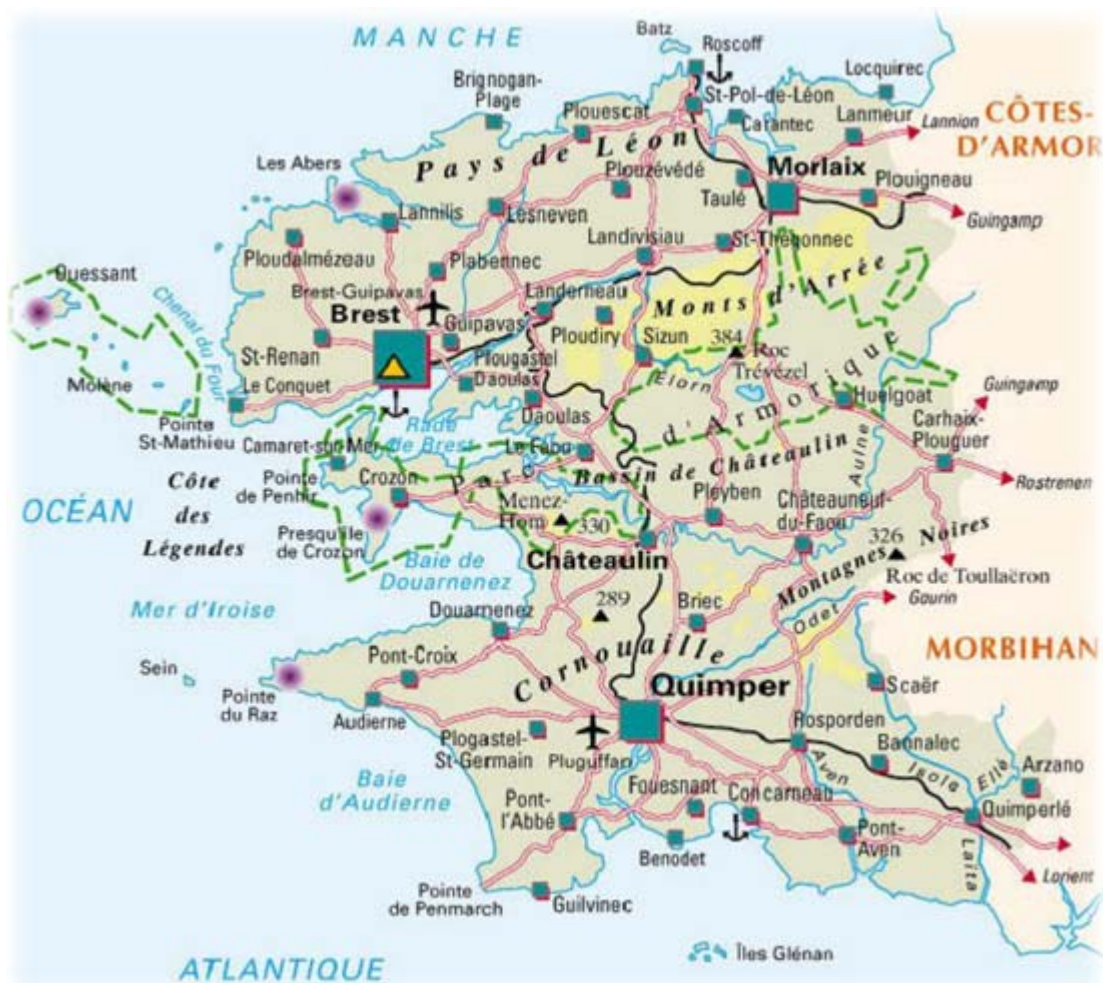 MANCHE
Batz
Roscoff
Locquirec
Brignogan-
Plage
Plouescat
St-Pol-de-Léon
Carantec
Lanmeur
Lannion
CÔTES-
D'ARMOR
Pays de Léon
Les Abers
Plouzévédé
Morlaix
Taulé
Plouigneau
Guingamp
Lannilis
Lesneven
Landivisiau
St-Thégonnec
Ploudalmézeau
Plabennec
Ouessant
Chenal du Four
Brest-Guipavas
Landerneau
Monts d'Arrée
Brest
Guipavas
Ploudiry
Sizun
384
Roc
Trévézel
St-Renan
Plougastel
Daoulas
Elorn
Molène
Le Conquet
Daoulas
Huelgoat
Guingamp
Pointe
St-Mathieu
Rade
de Brest
Parc d'Armorique
Carhaix-
Plouguer
Camaret-sur-Mer
Le Faou
Aulne
Pointe
de Penhir
Crozon
Bassin de Châteaulin
Rostrenen
OCÉAN
Côte
des
Légendes
Menez-
Hom
330
Pleyben
Châteauneuf-
du-Faou
Presqu'île
de Crozon
Châteaulin
326
Montagnes Noires
Roc de Toullaëron
Baie de
Douarnenez
Mer d'Iroise
Douarnenez
289
Briec
Odet
Gourin
Sein
Pont-Croix
Cornouaille
MORBIHAN
Pointe
du Raz
Audierne
Quimper
Scaër
Plogastel-
St-Germain
Pluguffan
Rosporden
Bannalec
Baie
d'Audierne
Aven
Isole
Ellé
Arzano
Pont-
l'Abbé
Fouesnant
Concarneau
Quimperlé
Benodet
Pont-
Aven
Laïta
Lorient
Pointe
de Penmarch
Guilvinec
Îles Glénan
ATLANTIQUE